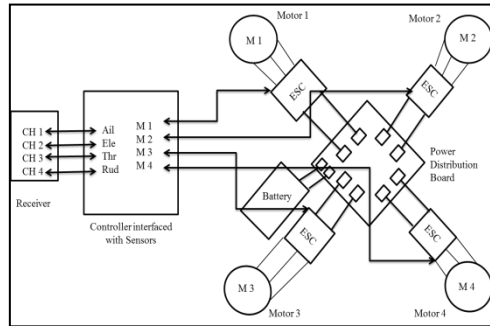 Motor 1
M 1
Motor 2
M 2
ESC
ESC
CH 1
CH 2
CH 3
CH 4
Receiver
Ail
Ele
Thr
Rud
M 1
M 2
M 3
M 4
Controller interfaced
with Sensors
Power
Distribution
Board
Battery
ESC
ESC
M 3
Motor 3
M 4
Motor 4